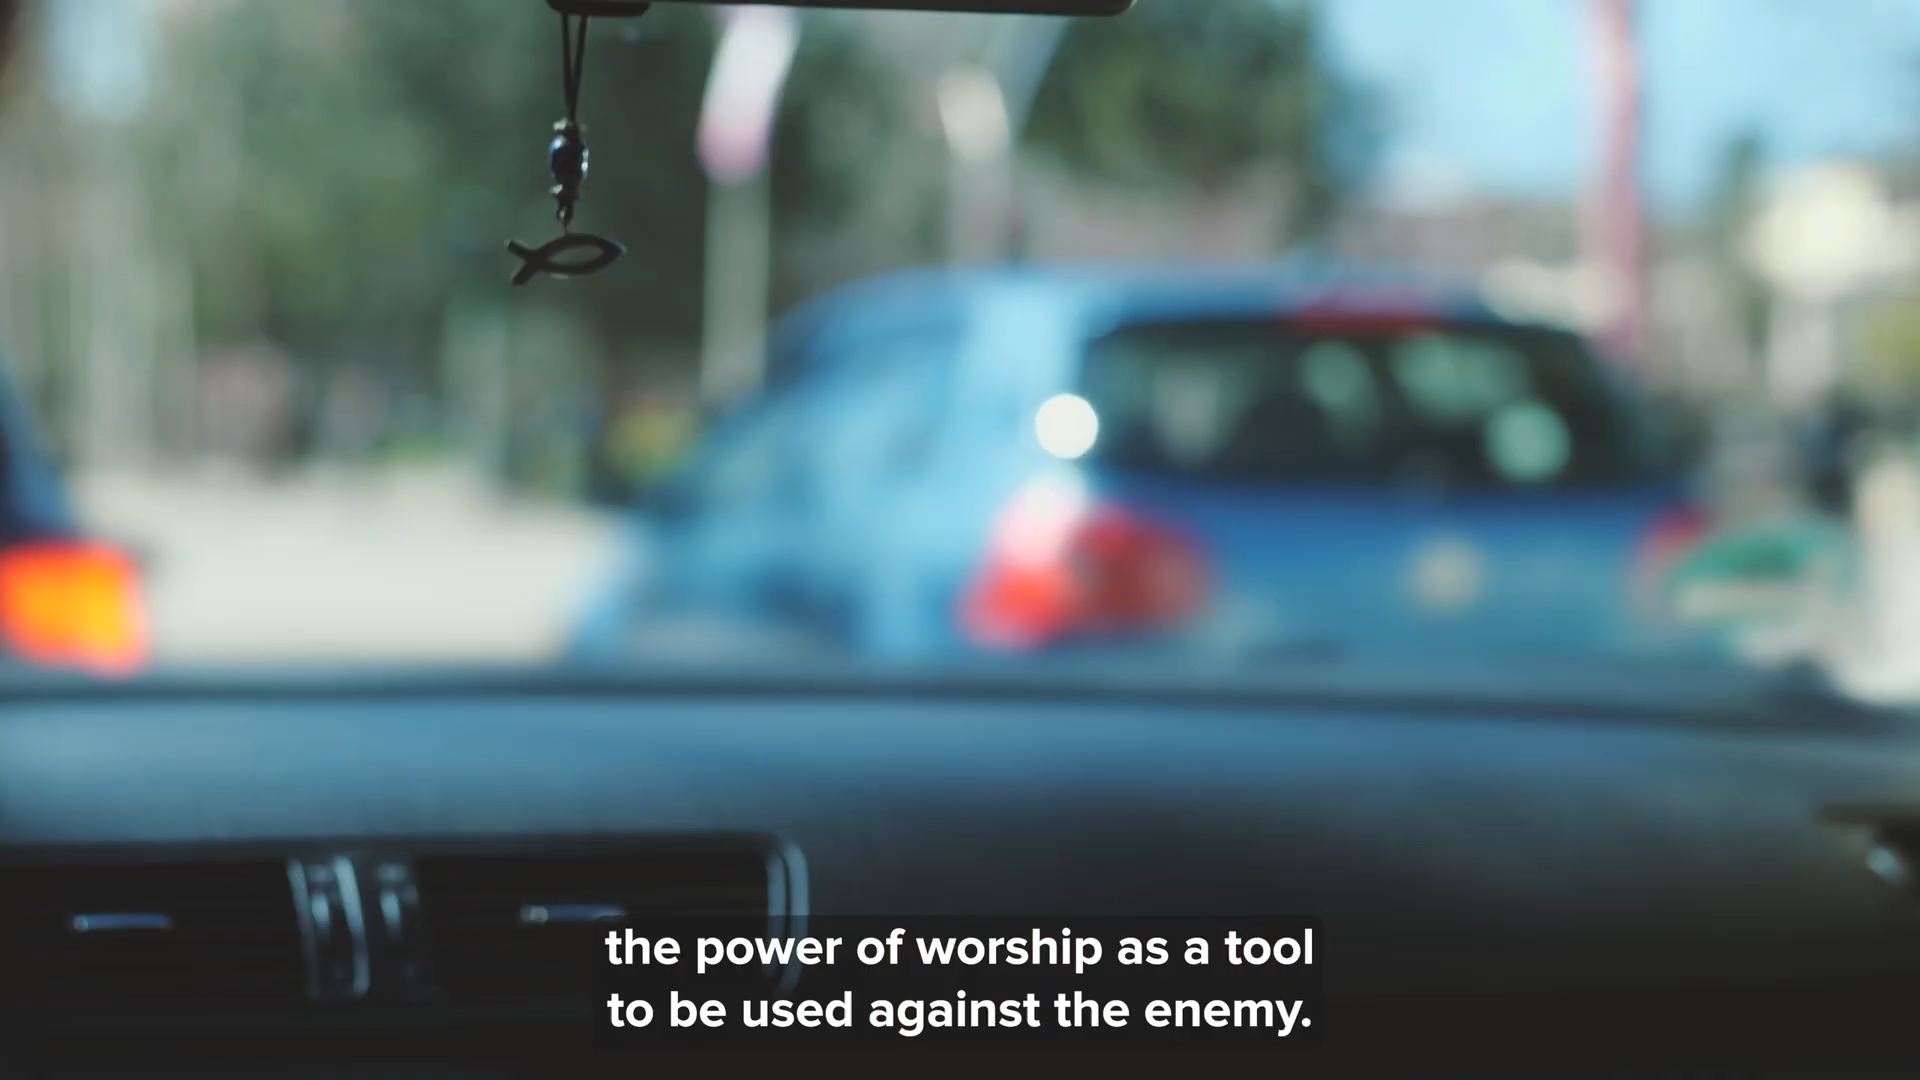 the power of worship as a tool
to be used against the enemy.